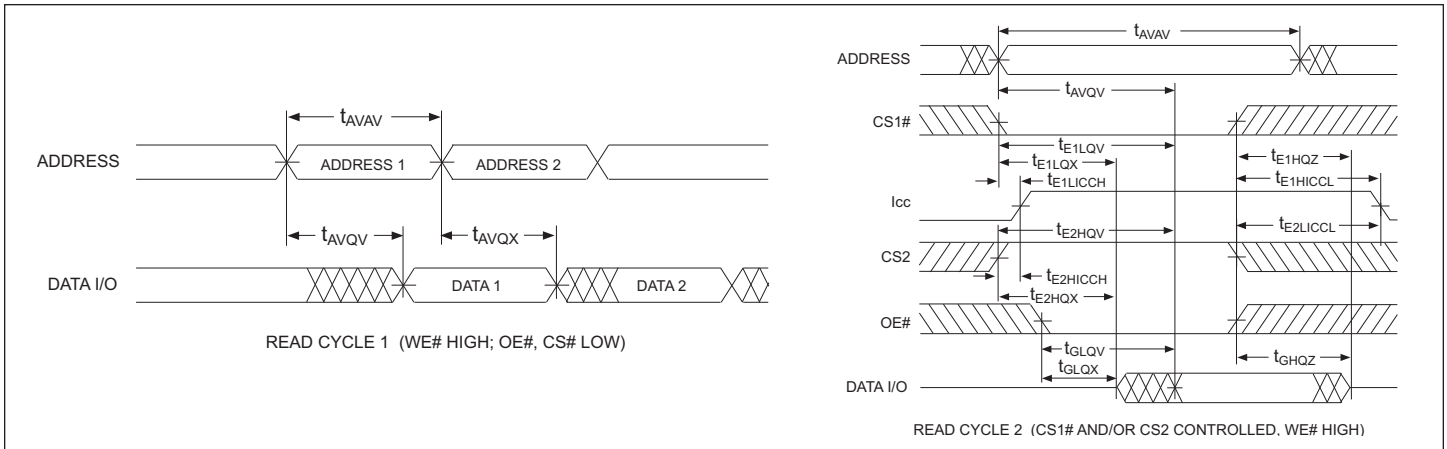 tAVAV
ADDRESS
ADDRESS 1
ADDRESS 2
tAVQV
tAVQX
DATA I/O
DATA 1
DATA 2
READ CYCLE 1 (WE# HIGH; OE#, CS# LOW)
tAVAV
ADDRESS
tAVQV
CS1#
tE1LQV
tE1LQX
tE1HQZ
tE1LICCH
tE1HICCL
Icc
tE2HQV
tE2LICCL
CS2
tE2HICCH
tE2HQX
OE#
tGLQV
tGLQX
tGHQZ
DATA I/O
READ CYCLE 2 (CS1# AND/OR CS2 CONTROLLED, WE# HIGH)